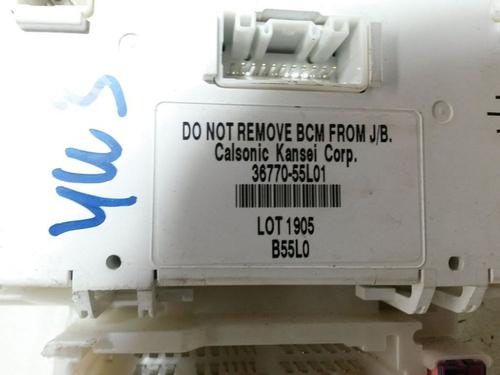 DO NOT REMOVE BCM FROM J/B.
Calsonic Kansei Corp.
36770-55L01
LOT 1905
B55L0